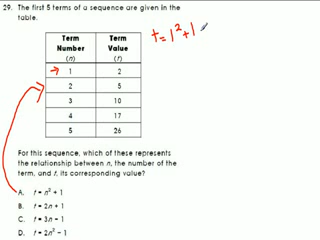 29. The first 5 terms of a sequence are given in the
table.
t=1²+1
Term Number (n) Term Value (t)
1 2
2 5
3 10
4 17
5 26
For this sequence, which of these represents
the relationship between n, the number of the
term, and t, its corresponding value?
A. t = n² + 1
B. t = 2n + 1
C. t = 3n − 1
D. t = 2n² − 1